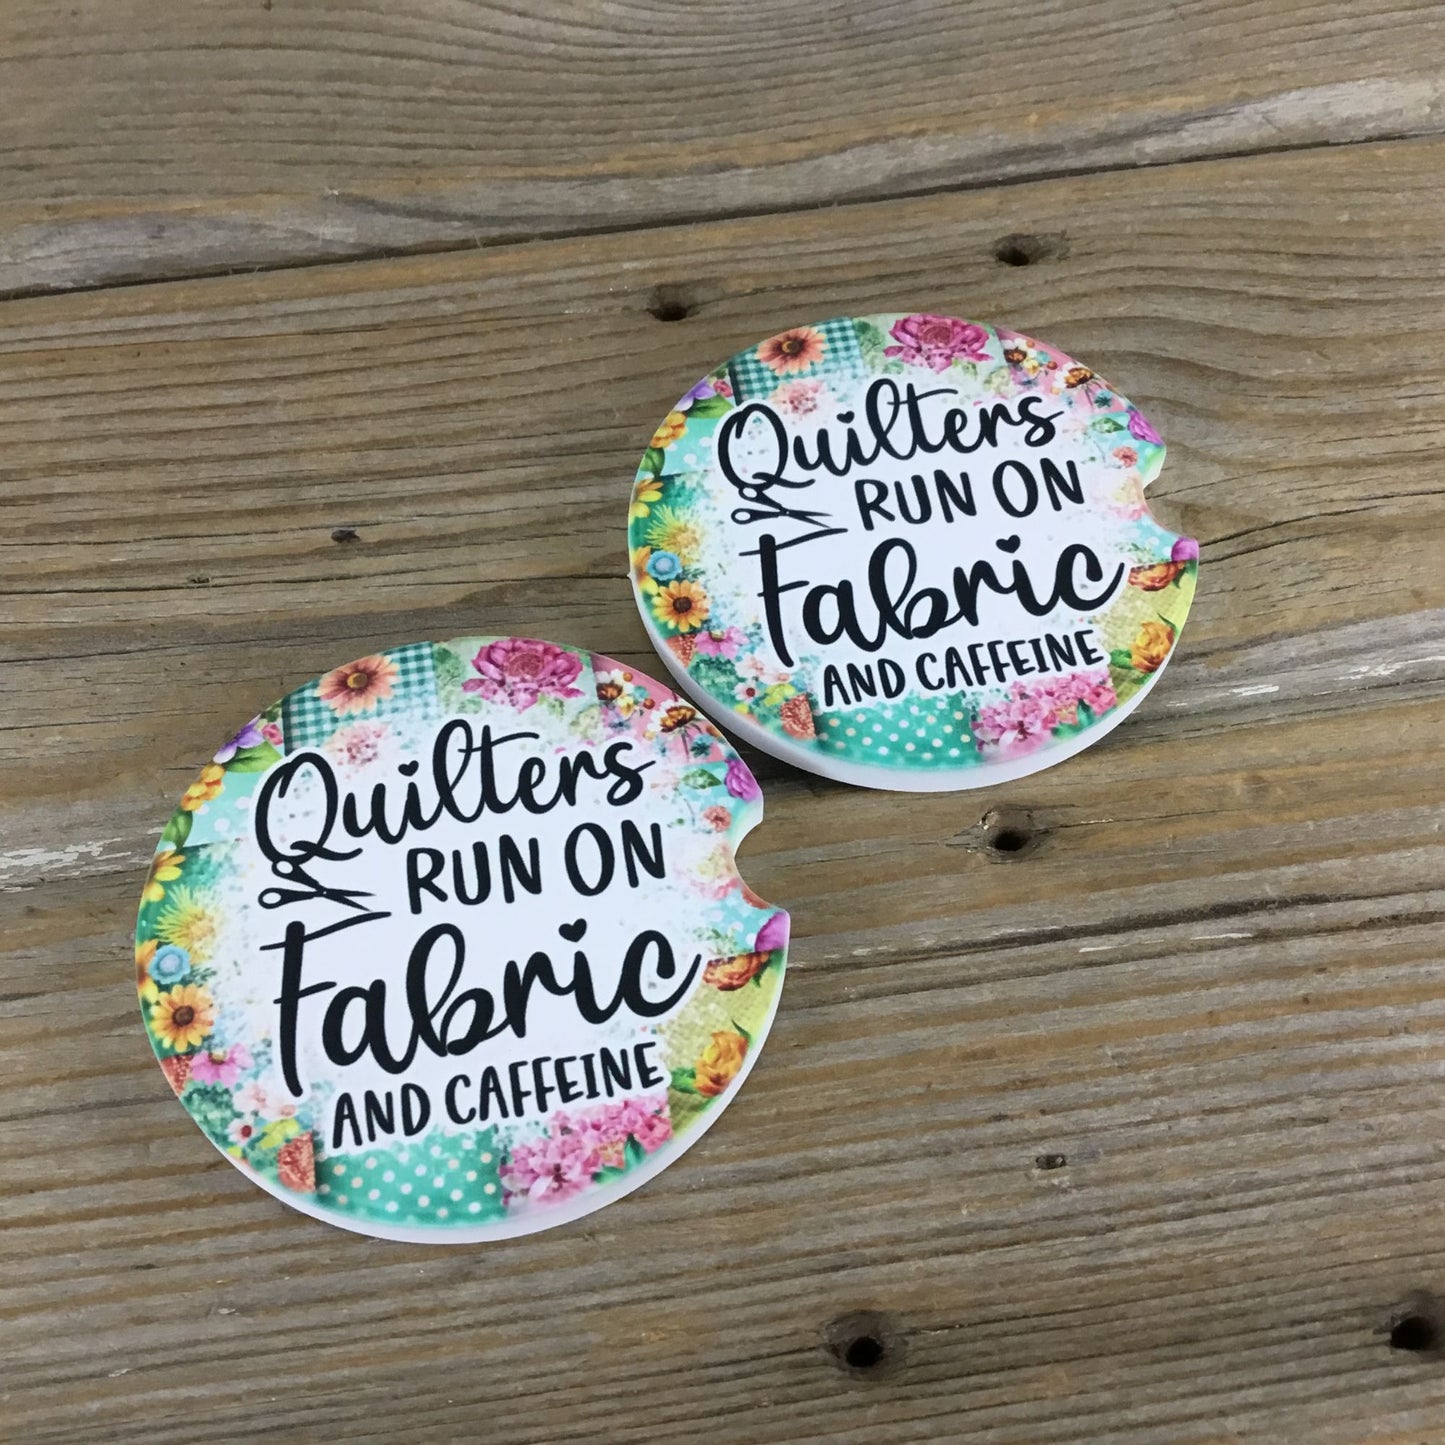 Quilters
RUN ON
Fabric
AND CAFFEINE
Quilters
RUN ON
Fabric
AND CAFFEINE